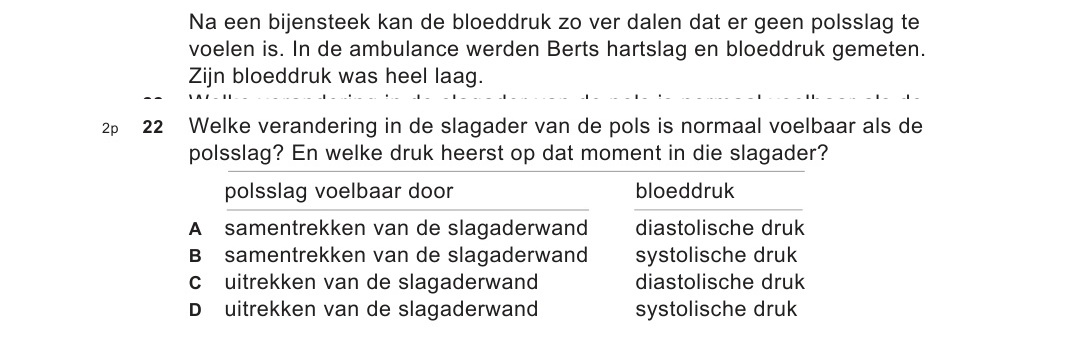 Na een bijensteek kan de bloeddruk zo ver dalen dat er geen polsslag te
voelen is. In de ambulance werden Berts hartslag en bloeddruk gemeten.
Zijn bloeddruk was heel laag.
2p 22 Welke verandering in de slagader van de pols is normaal voelbaar als de
polsslag? En welke druk heerst op dat moment in die slagader?
polsslag voelbaar door bloeddruk
A samentrekken van de slagaderwand diastolische druk
B samentrekken van de slagaderwand systolische druk
C uitrekken van de slagaderwand diastolische druk
D uitrekken van de slagaderwand systolische druk